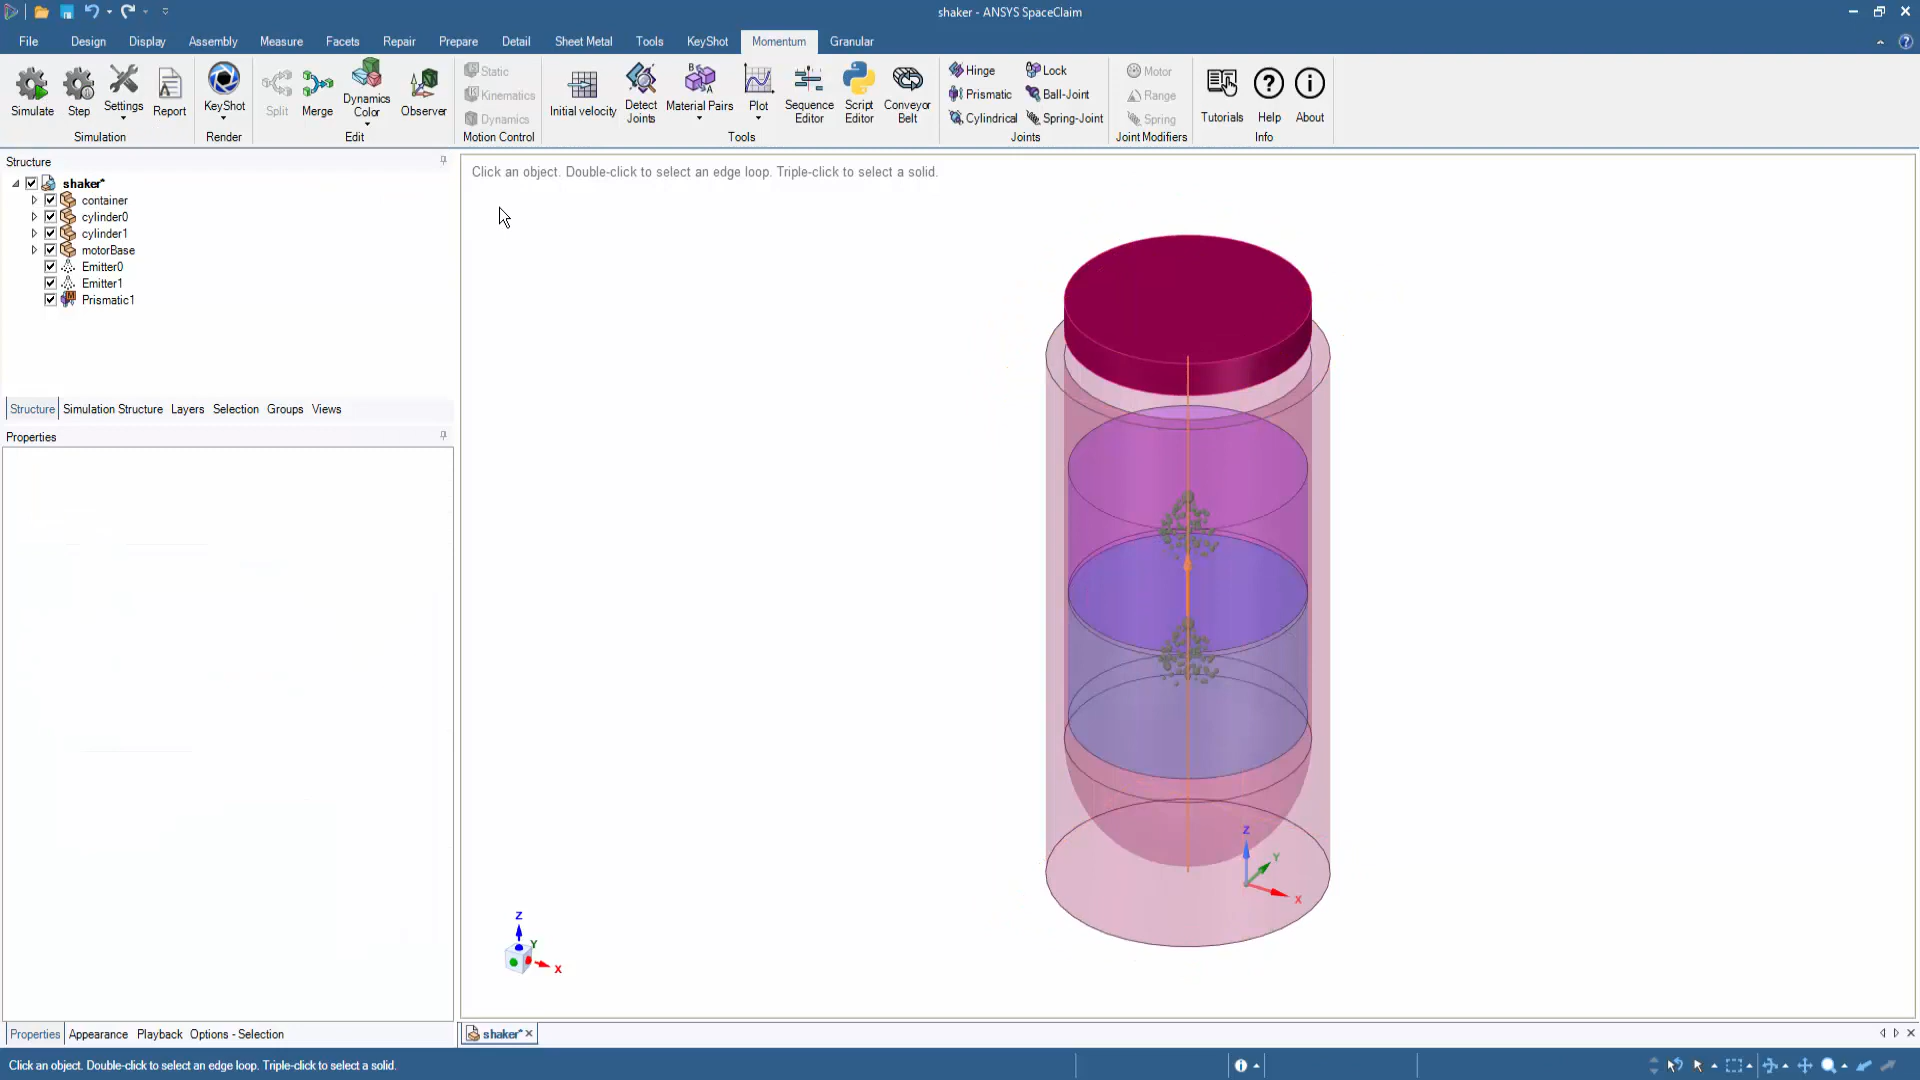 shaker - ANSYS SpaceClaim
File Design Display Assembly Measure Facets Repair Prepare Detail Sheet Metal Tools KeyShot Momentum Granular
Simulate Step Settings Report
Simulation
KeyShot
Render
Split Merge Dynamics Color Observer
Edit
Static
Kinematics
Dynamics
Motion Control
Initial velocity Detect Joints Material Pairs Plot Sequence Editor Script Editor Conveyor Belt
Tools
Hinge Lock
Prismatic Ball-Joint
Cylindrical Spring-Joint
Joints
Motor
Range
Spring
Joint Modifiers
Tutorials Help About
Info
Structure
shaker*
container
cylinder0
cylinder1
motorBase
Emitter0
Emitter1
Prismatic1
Structure Simulation Structure Layers Selection Groups Views
Properties
Click an object. Double-click to select an edge loop. Triple-click to select a solid.
Z
Y
X
Z
Y
X
Properties Appearance Playback Options - Selection
shaker*
Click an object. Double-click to select an edge loop. Triple-click to select a solid.